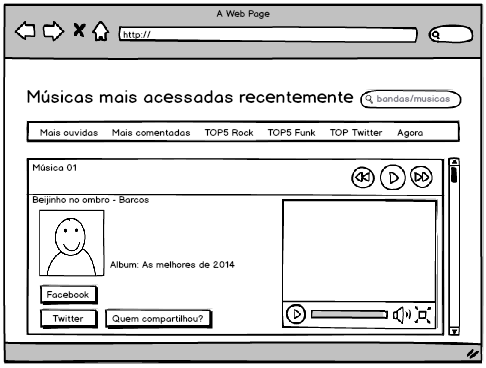 A Web Page
http://
Músicas mais acessadas recentemente
bandas/musicas
Mais ouvidas Mais comentadas TOP5 Rock TOP5 Funk TOP Twitter Agora
Música 01
Beijinho no ombro - Barcos
Album: As melhores de 2014
Facebook
Twitter Quem compartilhou?